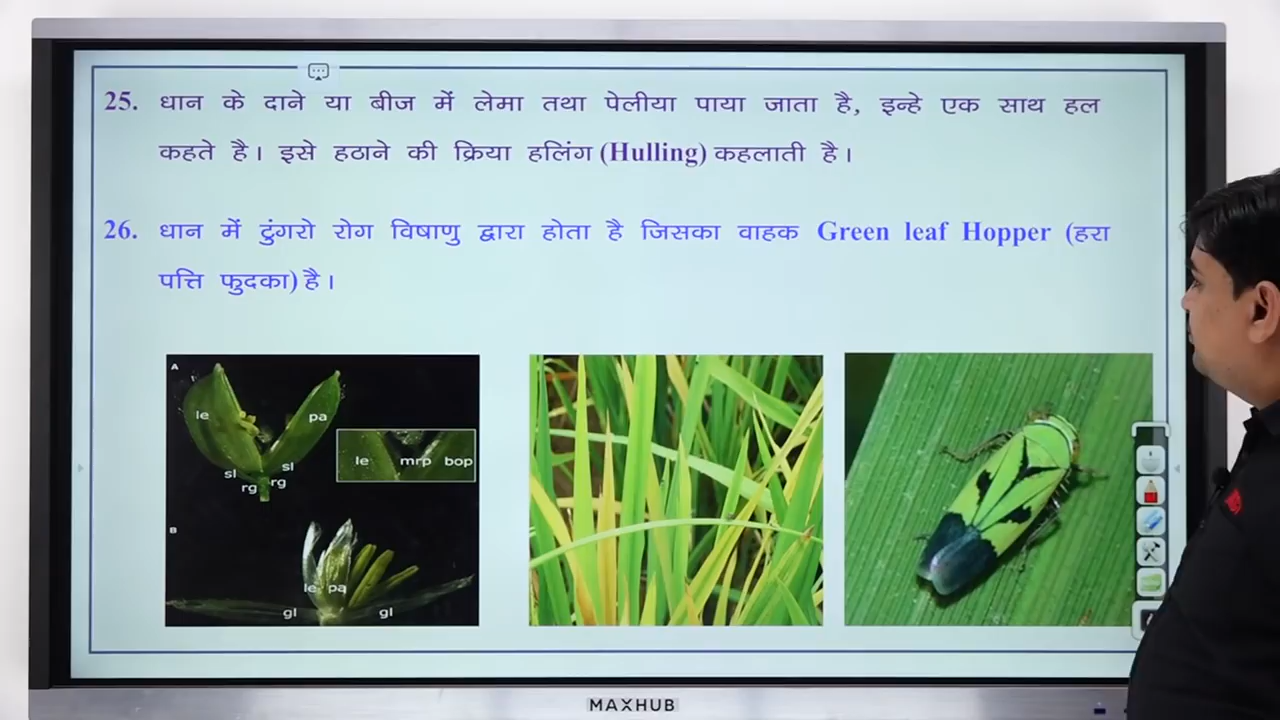 25. धान के दाने या बीज में लेमा तथा पेलीया पाया जाता है, इन्हे एक साथ हल
कहते है। इसे हठाने की क्रिया हलिंग (Hulling) कहलाती है।
26. धान में टुंगरो रोग विषाणु द्वारा होता है जिसका वाहक Green leaf Hopper (हरा
पत्ति फुदका) है।
A
le
pa
sl
sl
rg
rg
le
mrp
bop
B
le
pa
gl
gl
MAXHUB